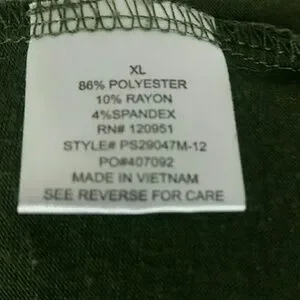 XL
86% POLYESTER
10% RAYON
4%SPANDEX
RN# 120951
STYLE# PS29047M-12
PO#407092
MADE IN VIETNAM
SEE REVERSE FOR CARE